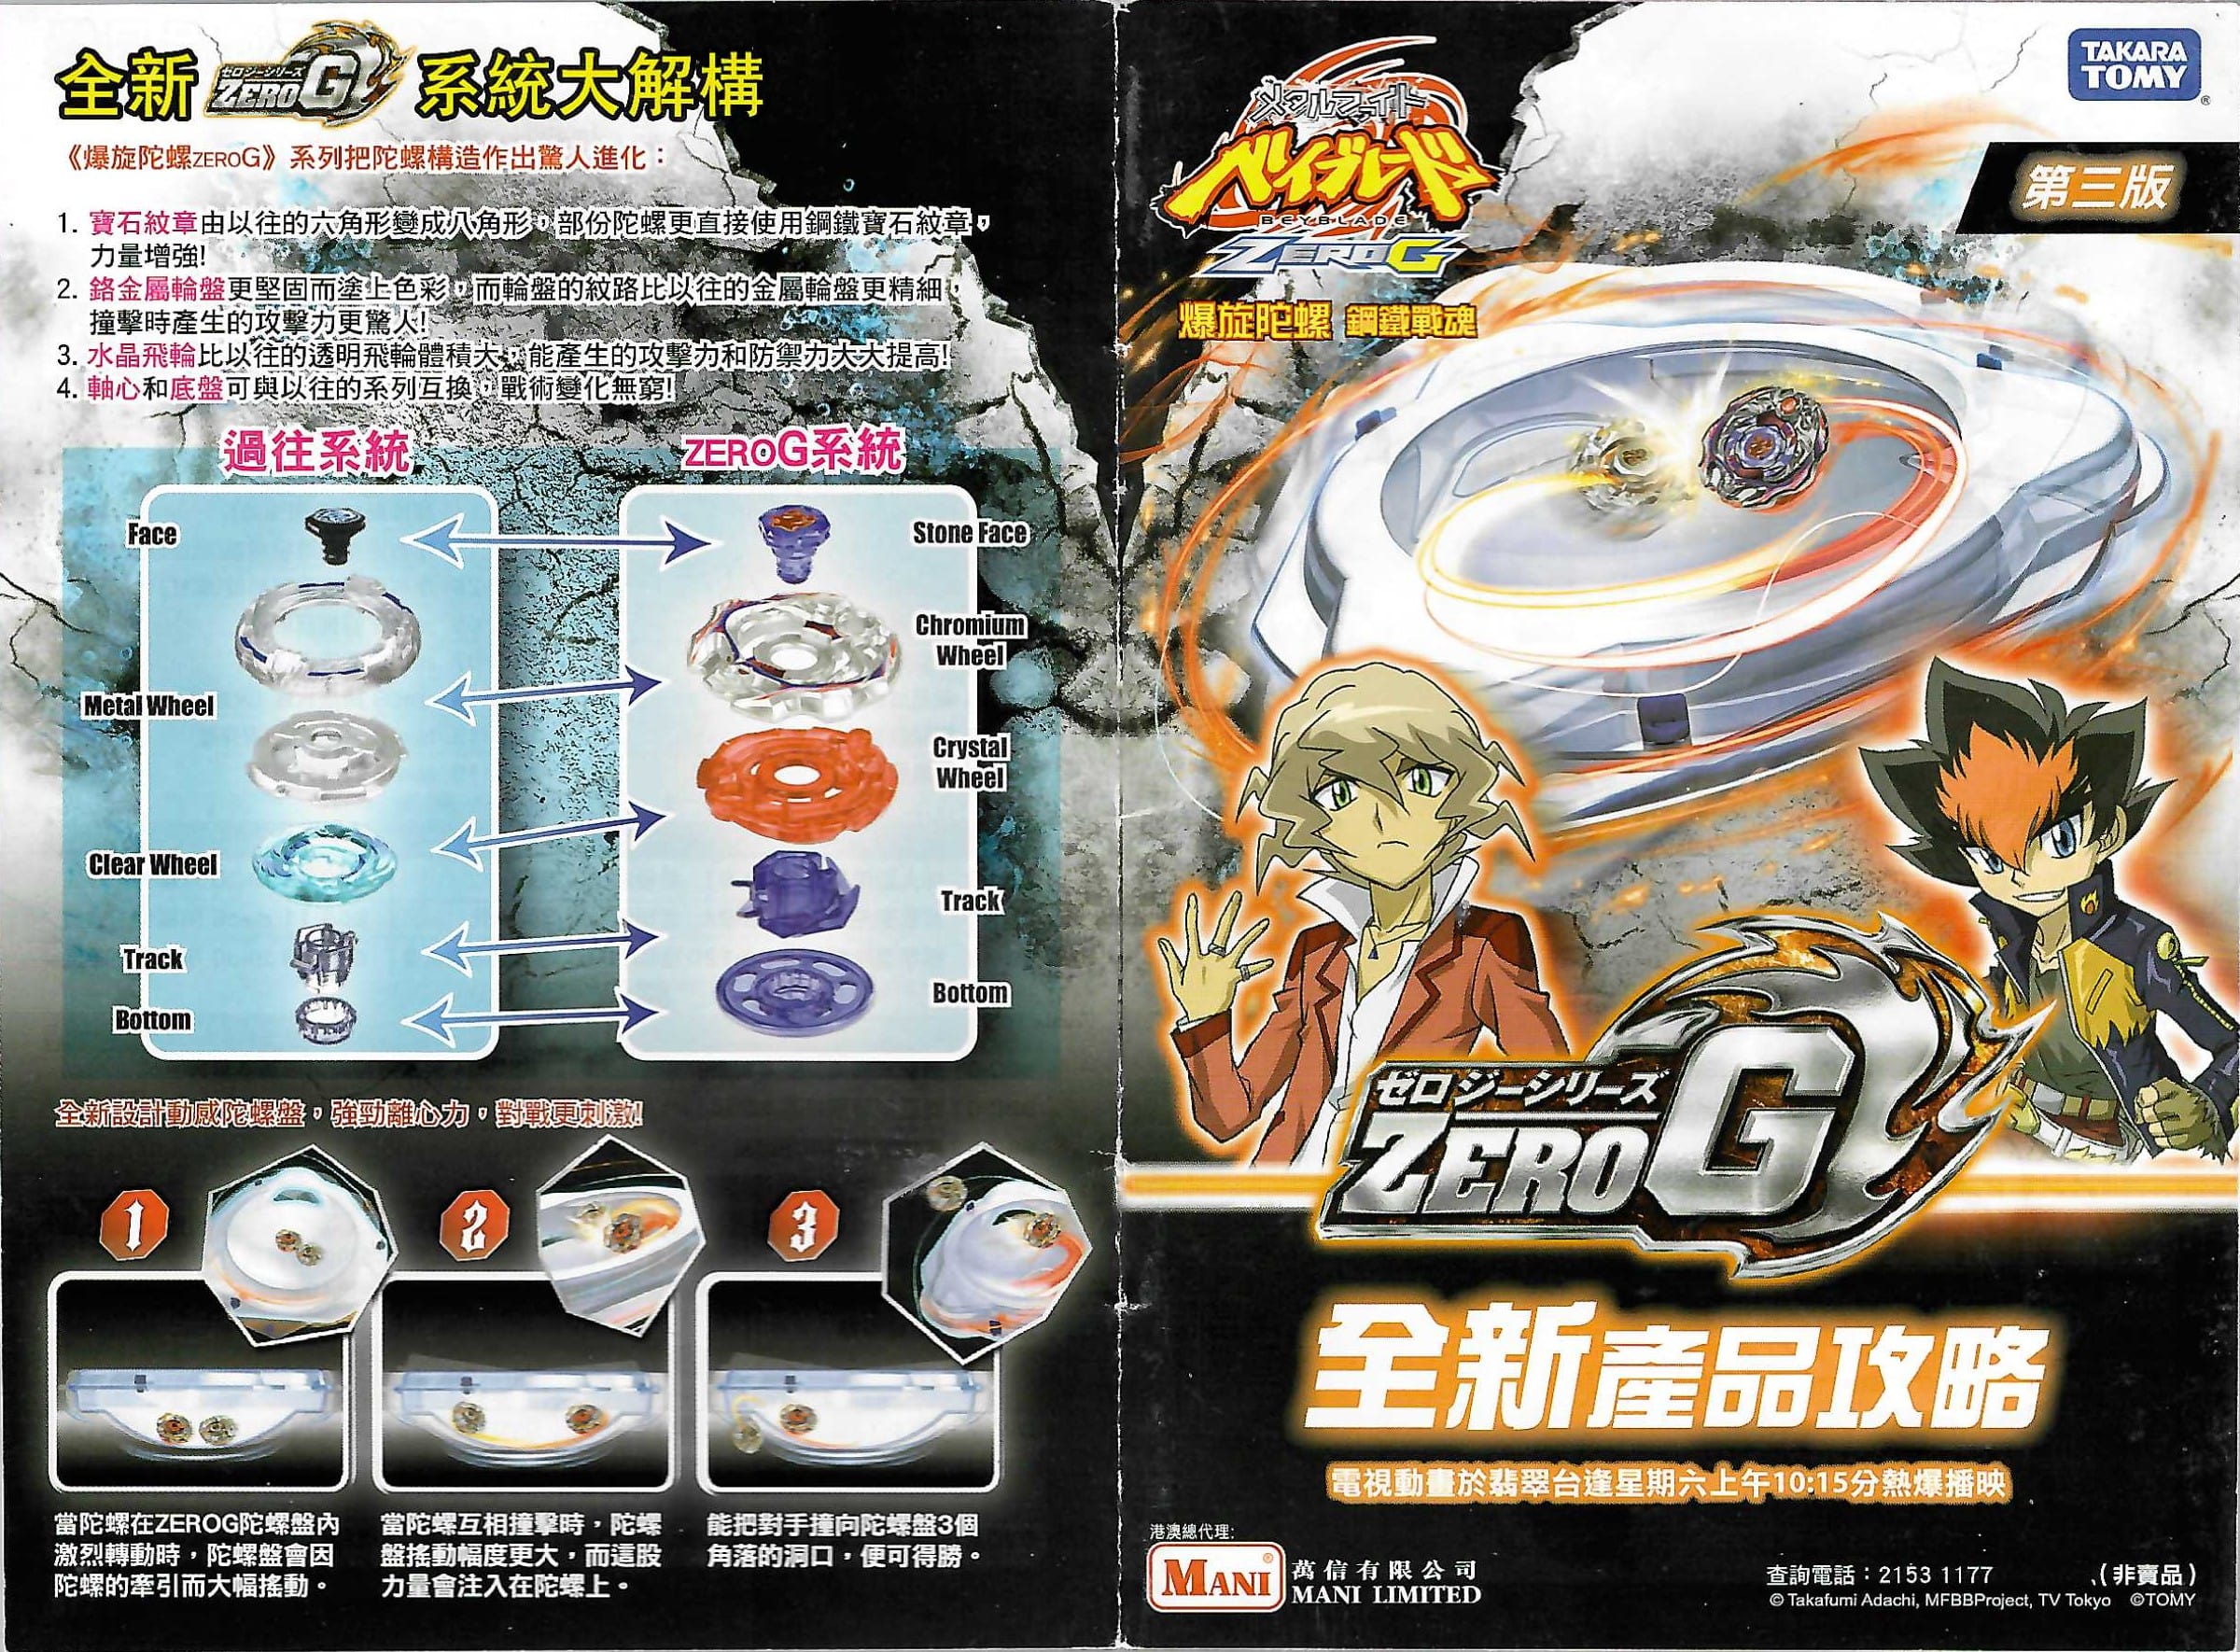 全新 ゼロジーシリーズ ZEROG 系統大解構
《爆旋陀螺ZEROG》系列把陀螺構造作出驚人進化：
1. 寶石紋章由以往的六角形變成八角形，部份陀螺更直接使用鋼鐵寶石紋章，
力量增強!
2. 鉻金屬輪盤更堅固而塗上色彩，而輪盤的紋路比以往的金屬輪盤更精細，
撞擊時產生的攻擊力更驚人!
3. 水晶飛輪比以往的透明飛輪體積大，能產生的攻擊力和防禦力大大提高!
4. 軸心和底盤可與以往的系列互換，戰術變化無窮!
過往系統
Face
Metal Wheel
Clear Wheel
Track
Bottom
ZEROG系統
Stone Face
Chromium
Wheel
Crystal
Wheel
Track
Bottom
全新設計動感陀螺盤，強勁離心力，對戰更刺激!
1
2
3
當陀螺在ZEROG陀螺盤內
激烈轉動時，陀螺盤會因
陀螺的牽引而大幅搖動。
當陀螺互相撞擊時，陀螺
盤搖動幅度更大，而這股
力量會注入在陀螺上。
能把對手撞向陀螺盤3個
角落的洞口，便可得勝。
TAKARA
TOMY
®
第三版
メタルファイト
ベイブレード
BEYBLADE
ZEROG
爆旋陀螺 鋼鐵戰魂
ゼロジーシリーズ
ZEROG
全新產品攻略
電視動畫於翡翠台逢星期六上午10:15分熱爆播映
港澳總代理:
MANI®
萬信有限公司
MANI LIMITED
查詢電話：2153 1177
(非賣品)
© Takafumi Adachi, MFBBProject, TV Tokyo ©TOMY